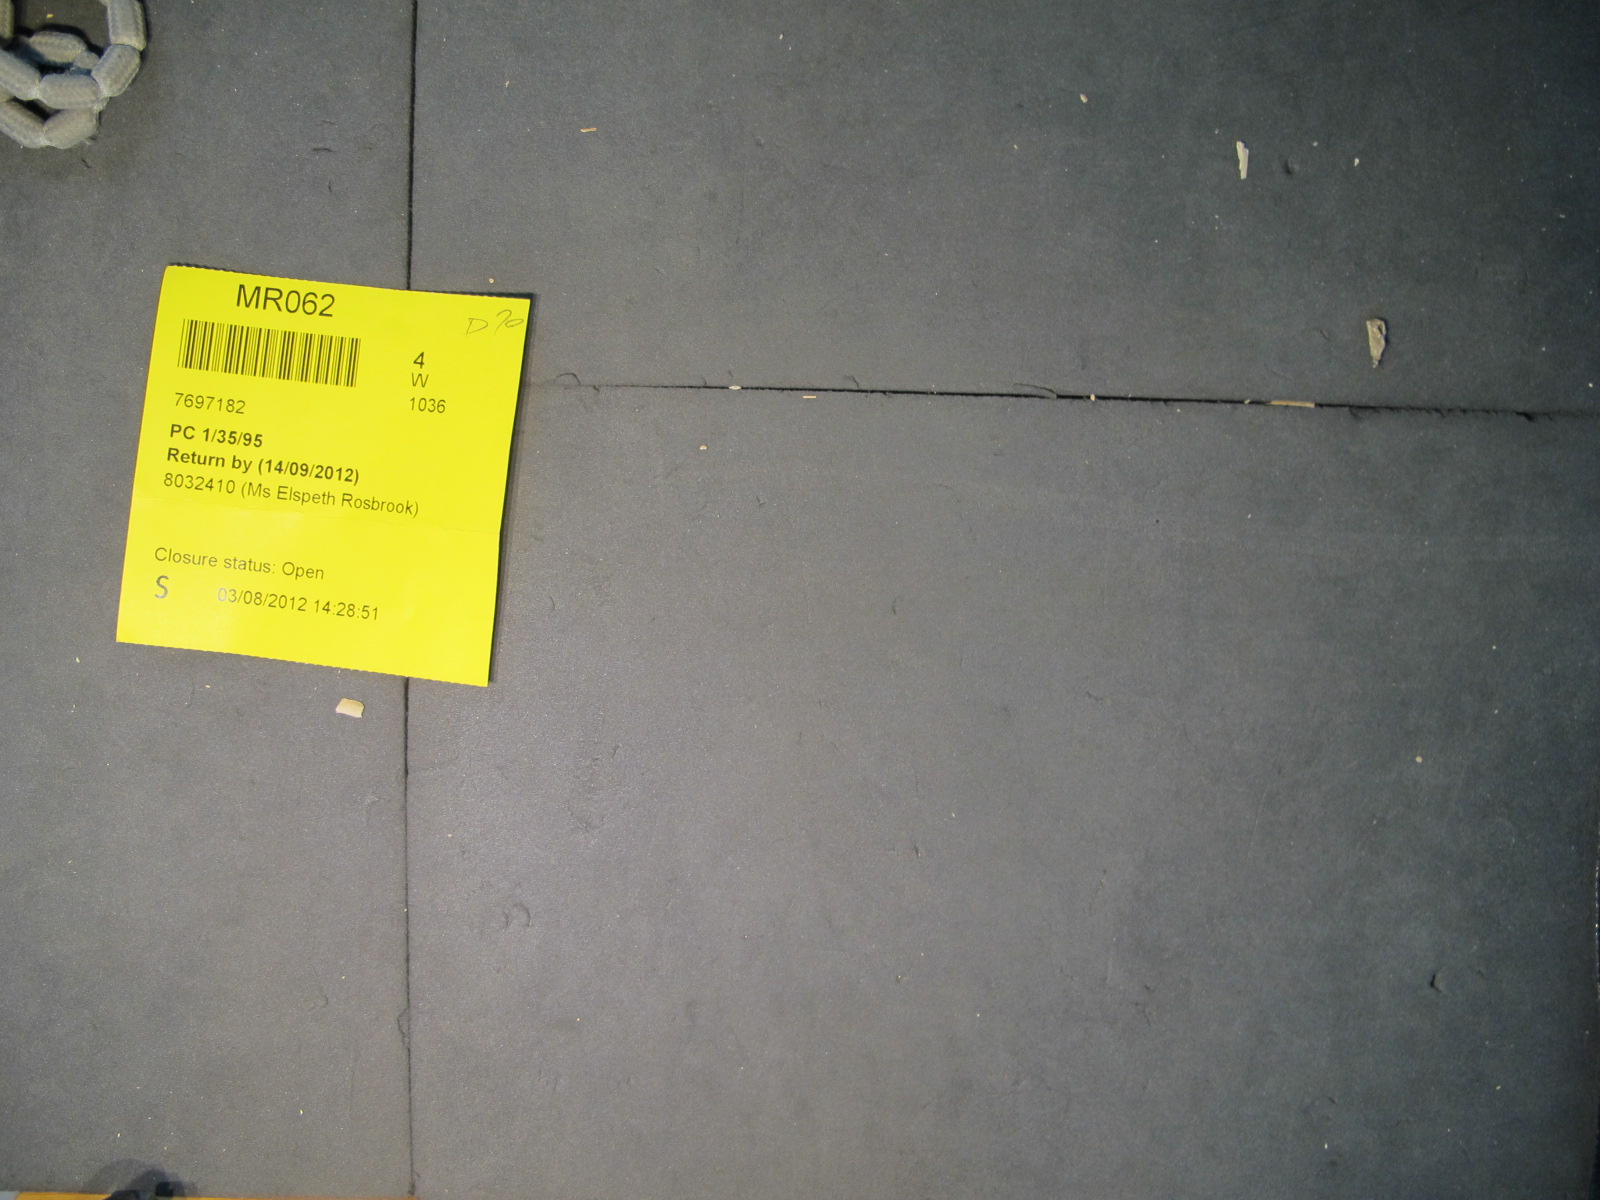 MR062
D 70
4
W
7697182 1036
PC 1/35/95
Return by (14/09/2012)
8032410 (Ms Elspeth Rosbrook)
Closure status: Open
S 03/08/2012 14:28:51